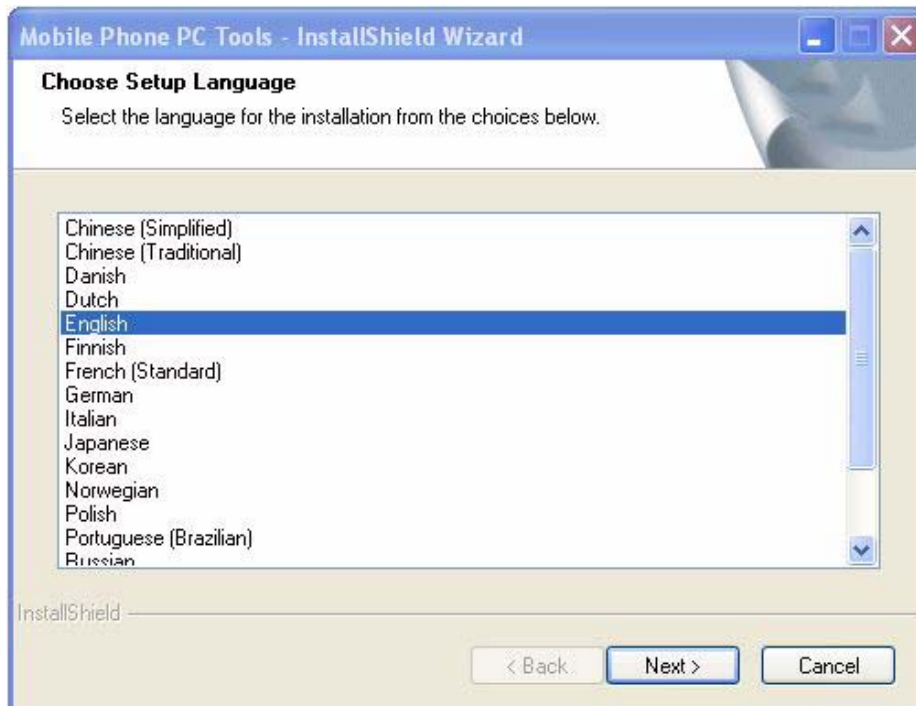 Mobile Phone PC Tools - InstallShield Wizard
Choose Setup Language
Select the language for the installation from the choices below.
Chinese (Simplified)
Chinese (Traditional)
Danish
Dutch
English
Finnish
French (Standard)
German
Italian
Japanese
Korean
Norwegian
Polish
Portuguese (Brazilian)
Russian
InstallShield
< Back Next > Cancel